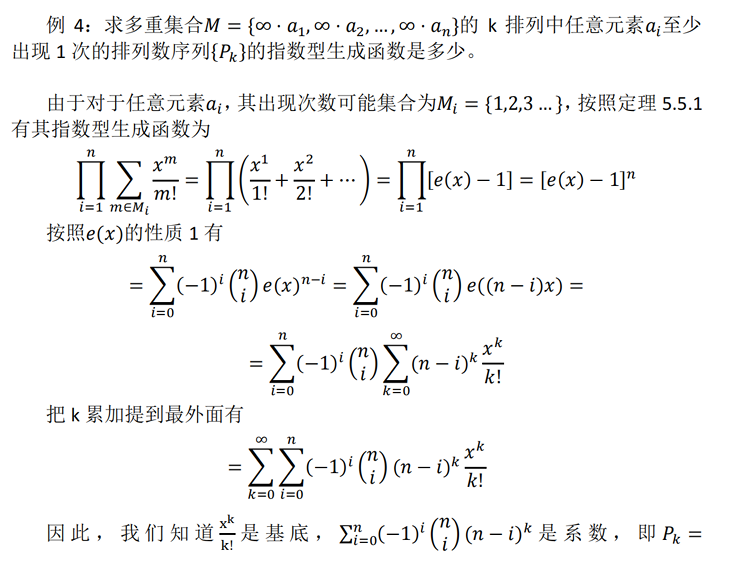 例 4：求多重集合$M = \{\infty \cdot a_1, \infty \cdot a_2, \dots, \infty \cdot a_n\}$的 k 排列中任意元素$a_i$至少
出现 1 次的排列数序列$\{P_k\}$的指数型生成函数是多少。
由于对于任意元素$a_i$，其出现次数可能集合为$M_i = \{1,2,3 \dots\}$，按照定理 5.5.1
有其指数型生成函数为
$\prod_{i=1}^{n} \sum_{m \in M_i} \frac{x^m}{m!} = \prod_{i=1}^{n} \left( \frac{x^1}{1!} + \frac{x^2}{2!} + \cdots \right) = \prod_{i=1}^{n} [e(x) - 1] = [e(x) - 1]^n$
按照$e(x)$的性质 1 有
$= \sum_{i=0}^{n} (-1)^i \binom{n}{i} e(x)^{n-i} = \sum_{i=0}^{n} (-1)^i \binom{n}{i} e((n-i)x) =$
$= \sum_{i=0}^{n} (-1)^i \binom{n}{i} \sum_{k=0}^{\infty} (n-i)^k \frac{x^k}{k!}$
把 k 累加提到最外面有
$= \sum_{k=0}^{\infty} \sum_{i=0}^{n} (-1)^i \binom{n}{i} (n-i)^k \frac{x^k}{k!}$
因此，我们知道$\frac{x^k}{k!}$是基底，$\sum_{i=0}^{n} (-1)^i \binom{n}{i} (n-i)^k$是系数，即$P_k =$